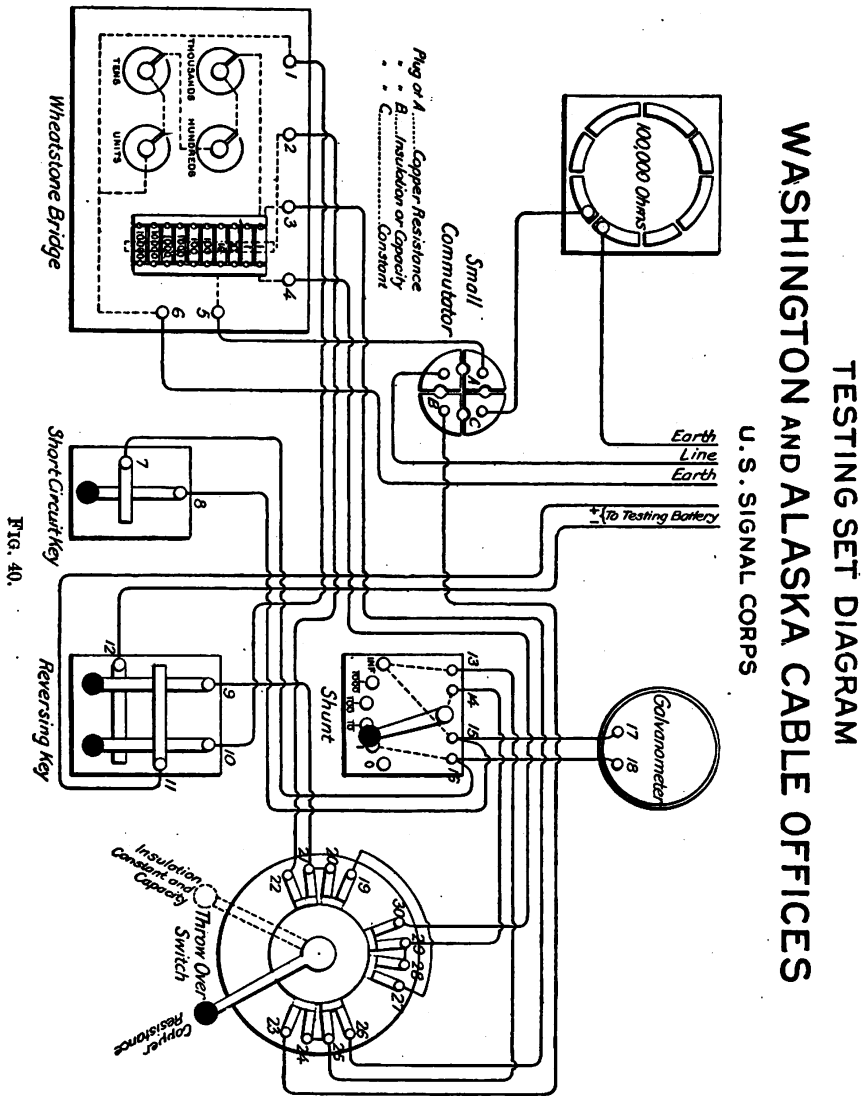 TESTING SET DIAGRAM
WASHINGTON AND ALASKA CABLE OFFICES
U.S. SIGNAL CORPS
100,000 Ohms
Earth
Line
Earth
+
-
{To Testing Battery
Galvanometer
17
18
Small
Commutator
A
B
C
Plug at A........Copper Resistance
" " B....Insulation or Capacity
" " C............Constant
1
2
3
4
5
6
THOUSANDS
HUNDREDS
TENS
UNITS
Wheatstone Bridge
7
8
Short Circuit Key
9
10
11
12
Reversing Key
13
14
15
16
INF
1000
100
10
1
0
Shunt
19
20
21
22
23
24
25
26
27
28
29
30
Insulation
Constant and
Capacity
Throw Over
Switch
Copper
Resistance
FIG. 40.